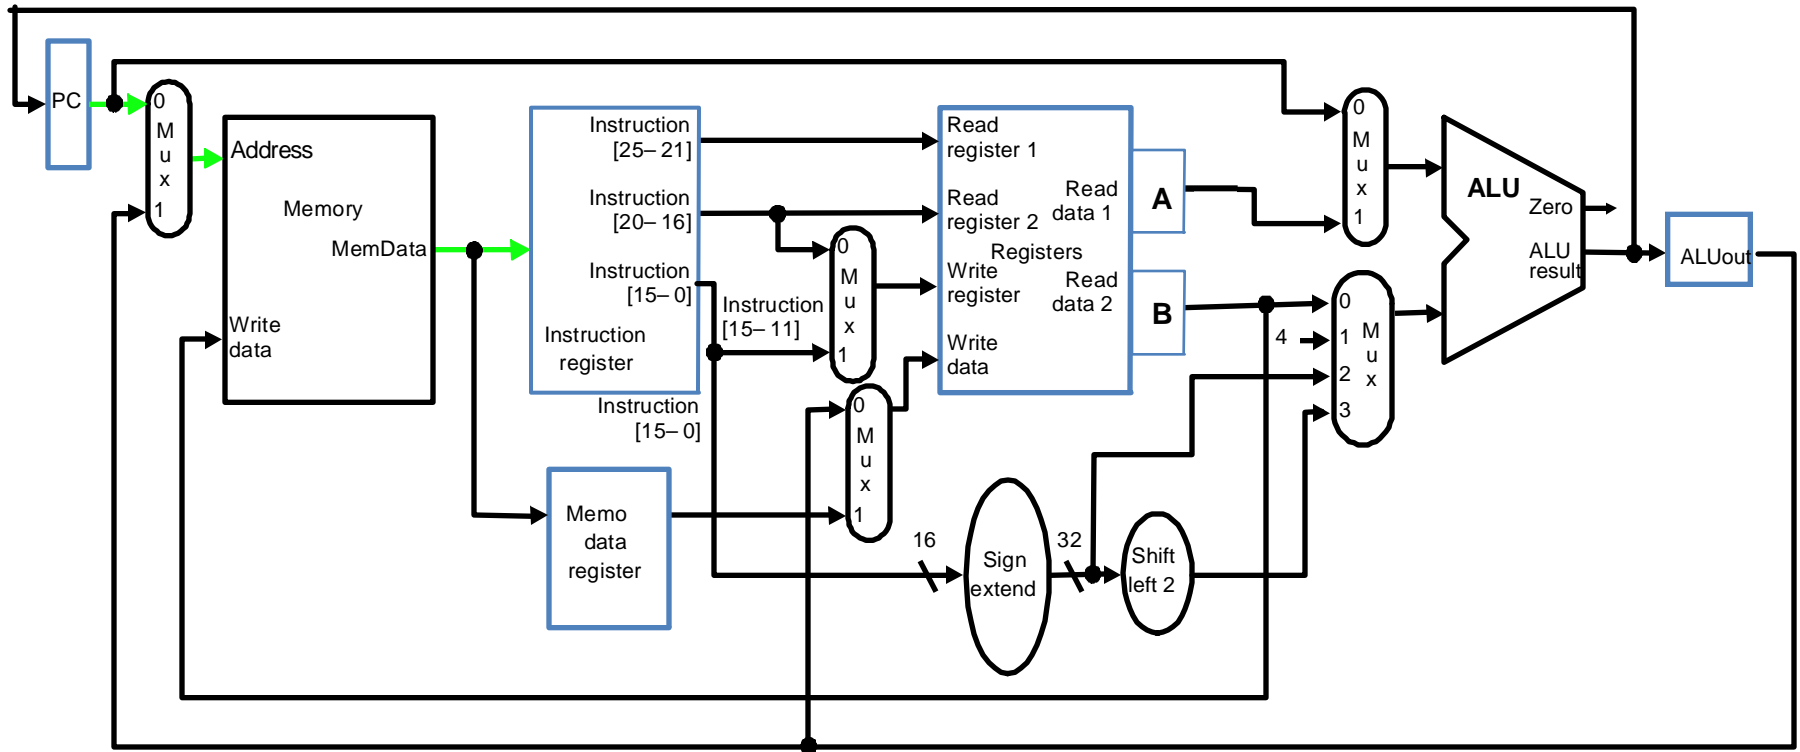 PC
0
M
u
x
1
Address
Memory
MemData
Write
data
Instruction
[25– 21]
Instruction
[20– 16]
Instruction
[15– 0]
Instruction
register
Instruction
[15– 11]
Instruction
[15– 0]
Memo
data
register
0
M
u
x
1
0
M
u
x
1
Read
register 1
Read
register 2
Registers
Write
register
Write
data
Read
data 1
Read
data 2
A
B
16
Sign
extend
32
Shift
left 2
4
0
M
u
x
1
0
1
2
3
M
u
x
ALU
Zero
ALU
result
ALUout